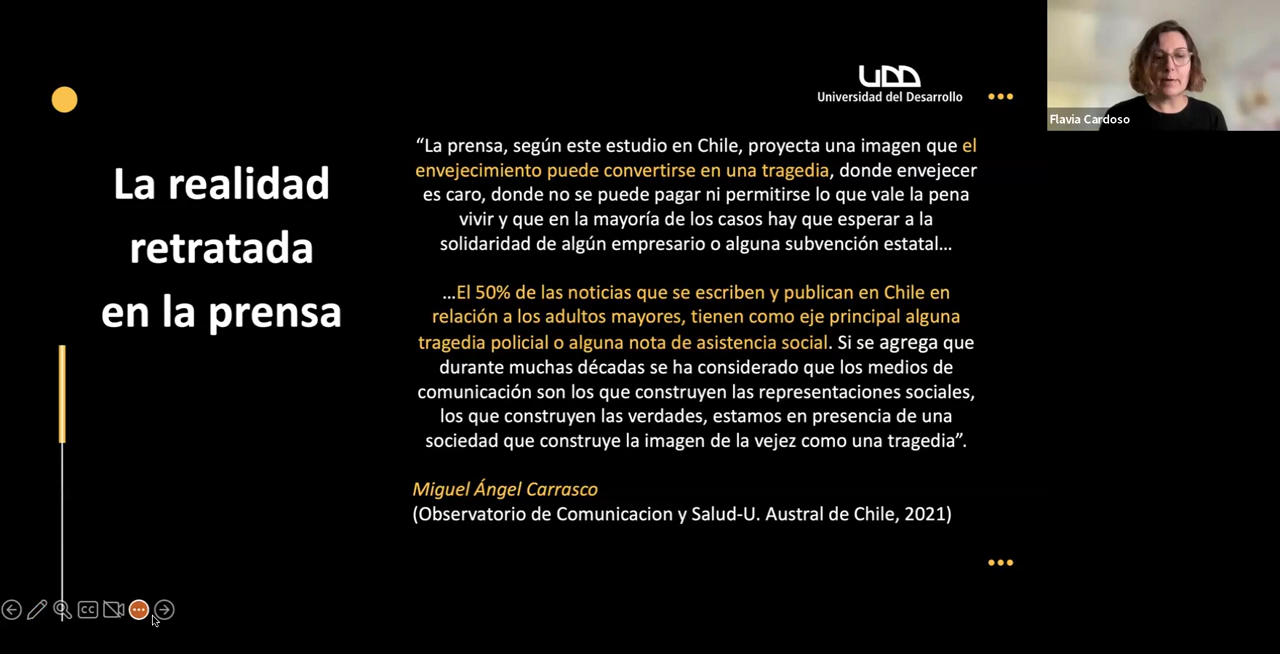 La realidad
retratada
en la prensa
UDD
Universidad del Desarrollo
“La prensa, según este estudio en Chile, proyecta una imagen que el
envejecimiento puede convertirse en una tragedia, donde envejecer
es caro, donde no se puede pagar ni permitirse lo que vale la pena
vivir y que en la mayoría de los casos hay que esperar a la
solidaridad de algún empresario o alguna subvención estatal...
...El 50% de las noticias que se escriben y publican en Chile en
relación a los adultos mayores, tienen como eje principal alguna
tragedia policial o alguna nota de asistencia social. Si se agrega que
durante muchas décadas se ha considerado que los medios de
comunicación son los que construyen las representaciones sociales,
los que construyen las verdades, estamos en presencia de una
sociedad que construye la imagen de la vejez como una tragedia”.
Miguel Ángel Carrasco
(Observatorio de Comunicacion y Salud-U. Austral de Chile, 2021)
Flavia Cardoso
CC